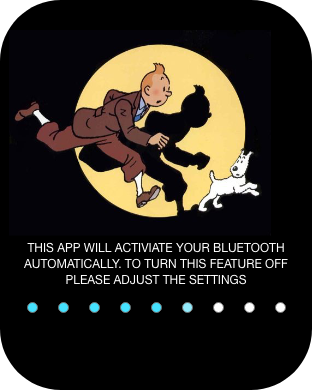 THIS APP WILL ACTIVIATE YOUR BLUETOOTH
AUTOMATICALLY. TO TURN THIS FEATURE OFF
PLEASE ADJUST THE SETTINGS